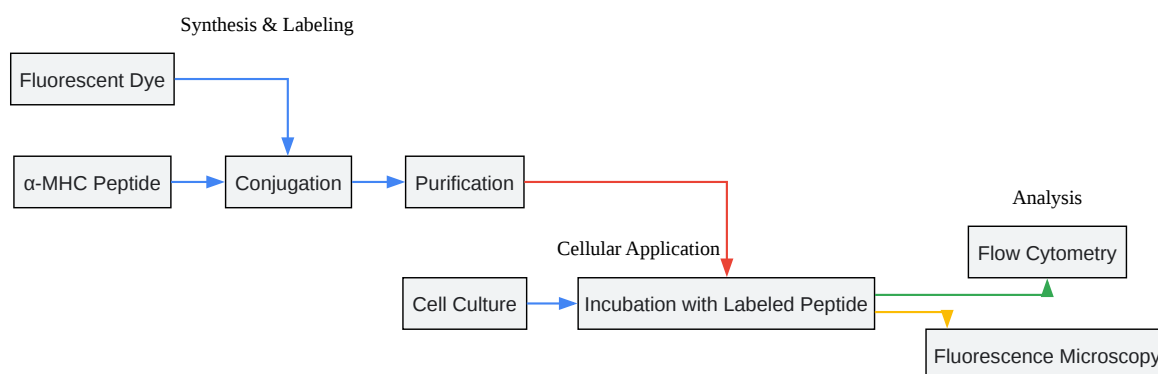 Synthesis & Labeling
Fluorescent Dye
α-MHC Peptide
Conjugation
Purification
Analysis
Cellular Application
Flow Cytometry
Cell Culture
Incubation with Labeled Peptide
Fluorescence Microscopy